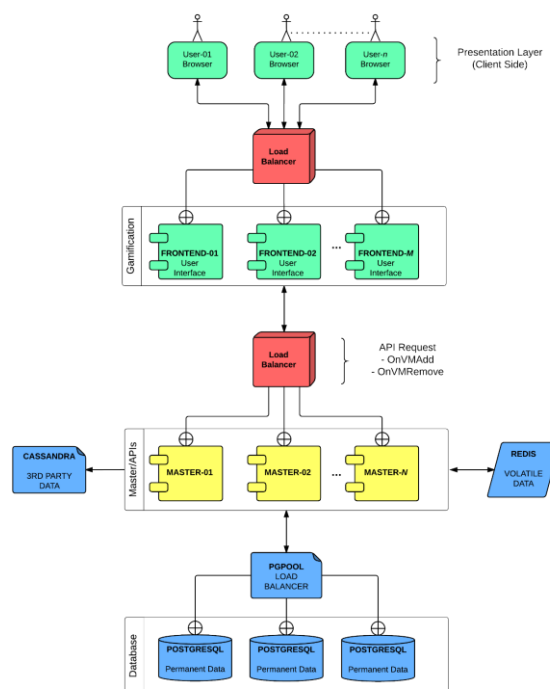 User-01
Browser
User-02
Browser
User-n
Browser
Presentation Layer
(Client Side)
Load
Balancer
Gamification
FRONTEND-01
User
Interface
FRONTEND-02
User
Interface
...
FRONTEND-M
User
Interface
Load
Balancer
API Request
- OnVMAdd
- OnVMRemove
CASSANDRA
3RD PARTY
DATA
Master/APIs
MASTER-01
MASTER-02
...
MASTER-N
REDIS
VOLATILE
DATA
PGPOOL
LOAD
BALANCER
Database
POSTGRESQL
Permanent Data
POSTGRESQL
Permanent Data
POSTGRESQL
Permanent Data